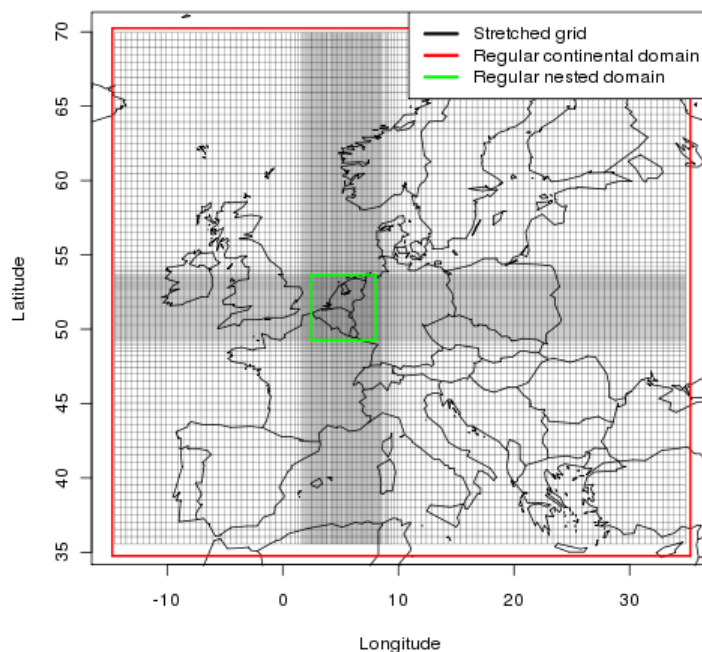 Stretched grid
Regular continental domain
Regular nested domain
70
65
60
55
50
45
40
35
Latitude
-10 0 10 20 30
Longitude